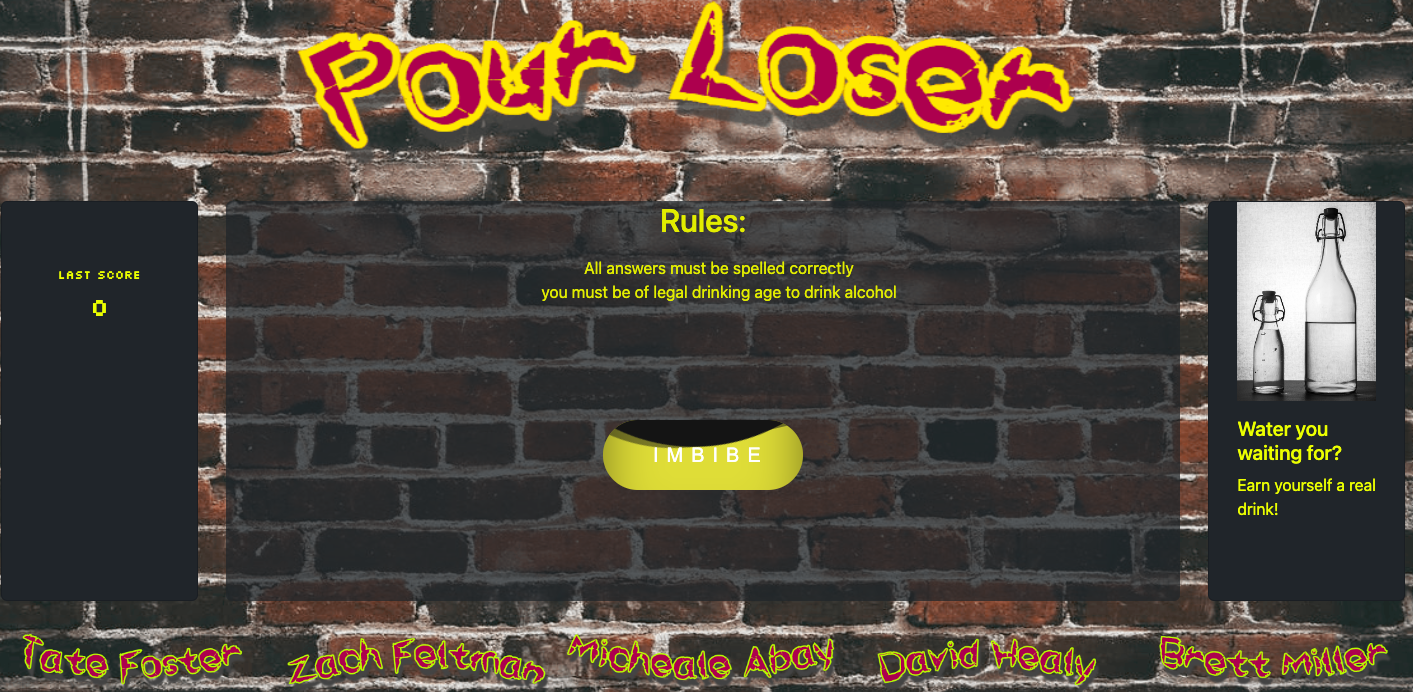 Pour Loser
LAST SCORE
0
Rules:
All answers must be spelled correctly
you must be of legal drinking age to drink alcohol
IMBIBE
Water you
waiting for?
Earn yourself a real
drink!
Tate Foster
Zach Feltman
Micheale Abay
David Healy
Brett Miller